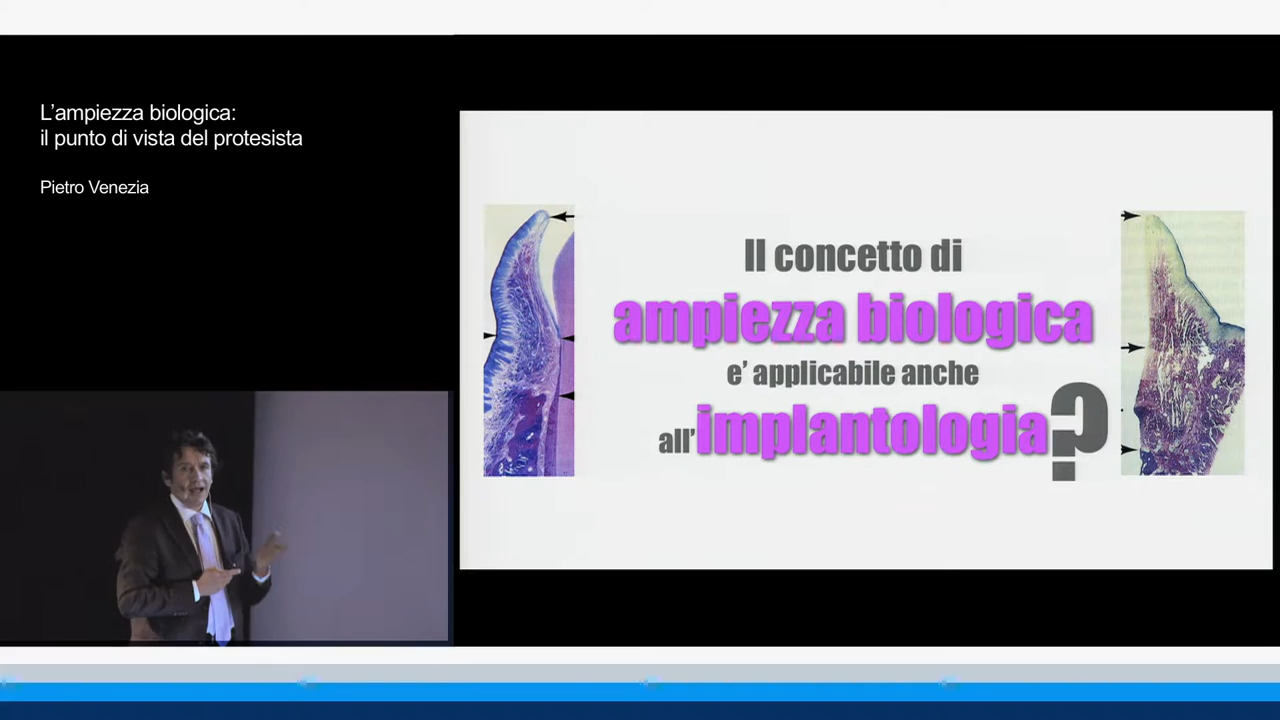 L’ampiezza biologica:
il punto di vista del protesista
Pietro Venezia
Il concetto di
ampiezza biologica
e’ applicabile anche
all’implantologia?